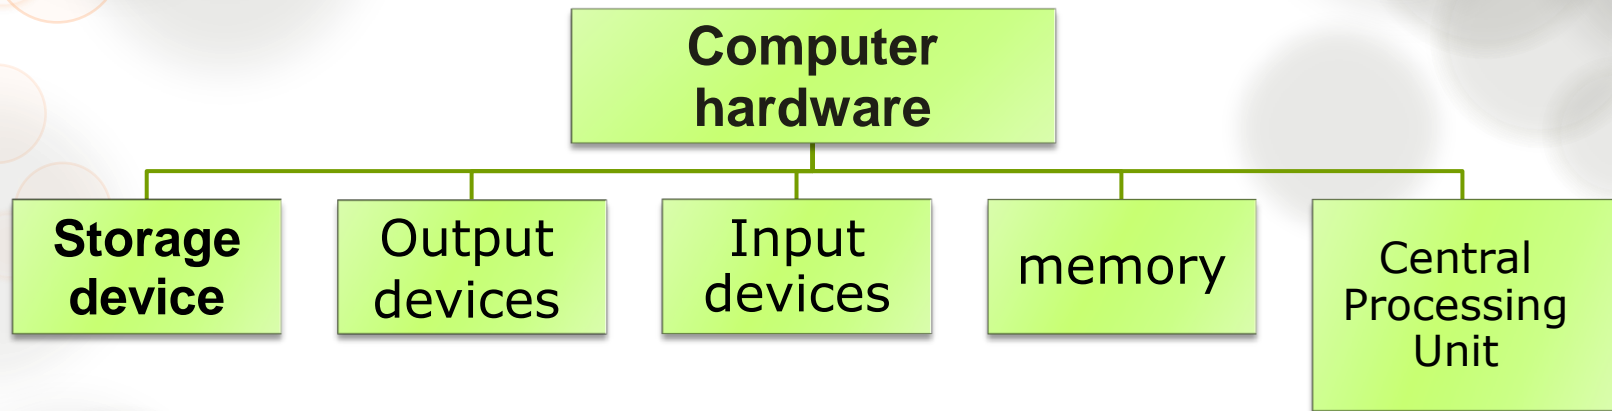 Computer
hardware
Storage
device
Output
devices
Input
devices
memory
Central
Processing
Unit